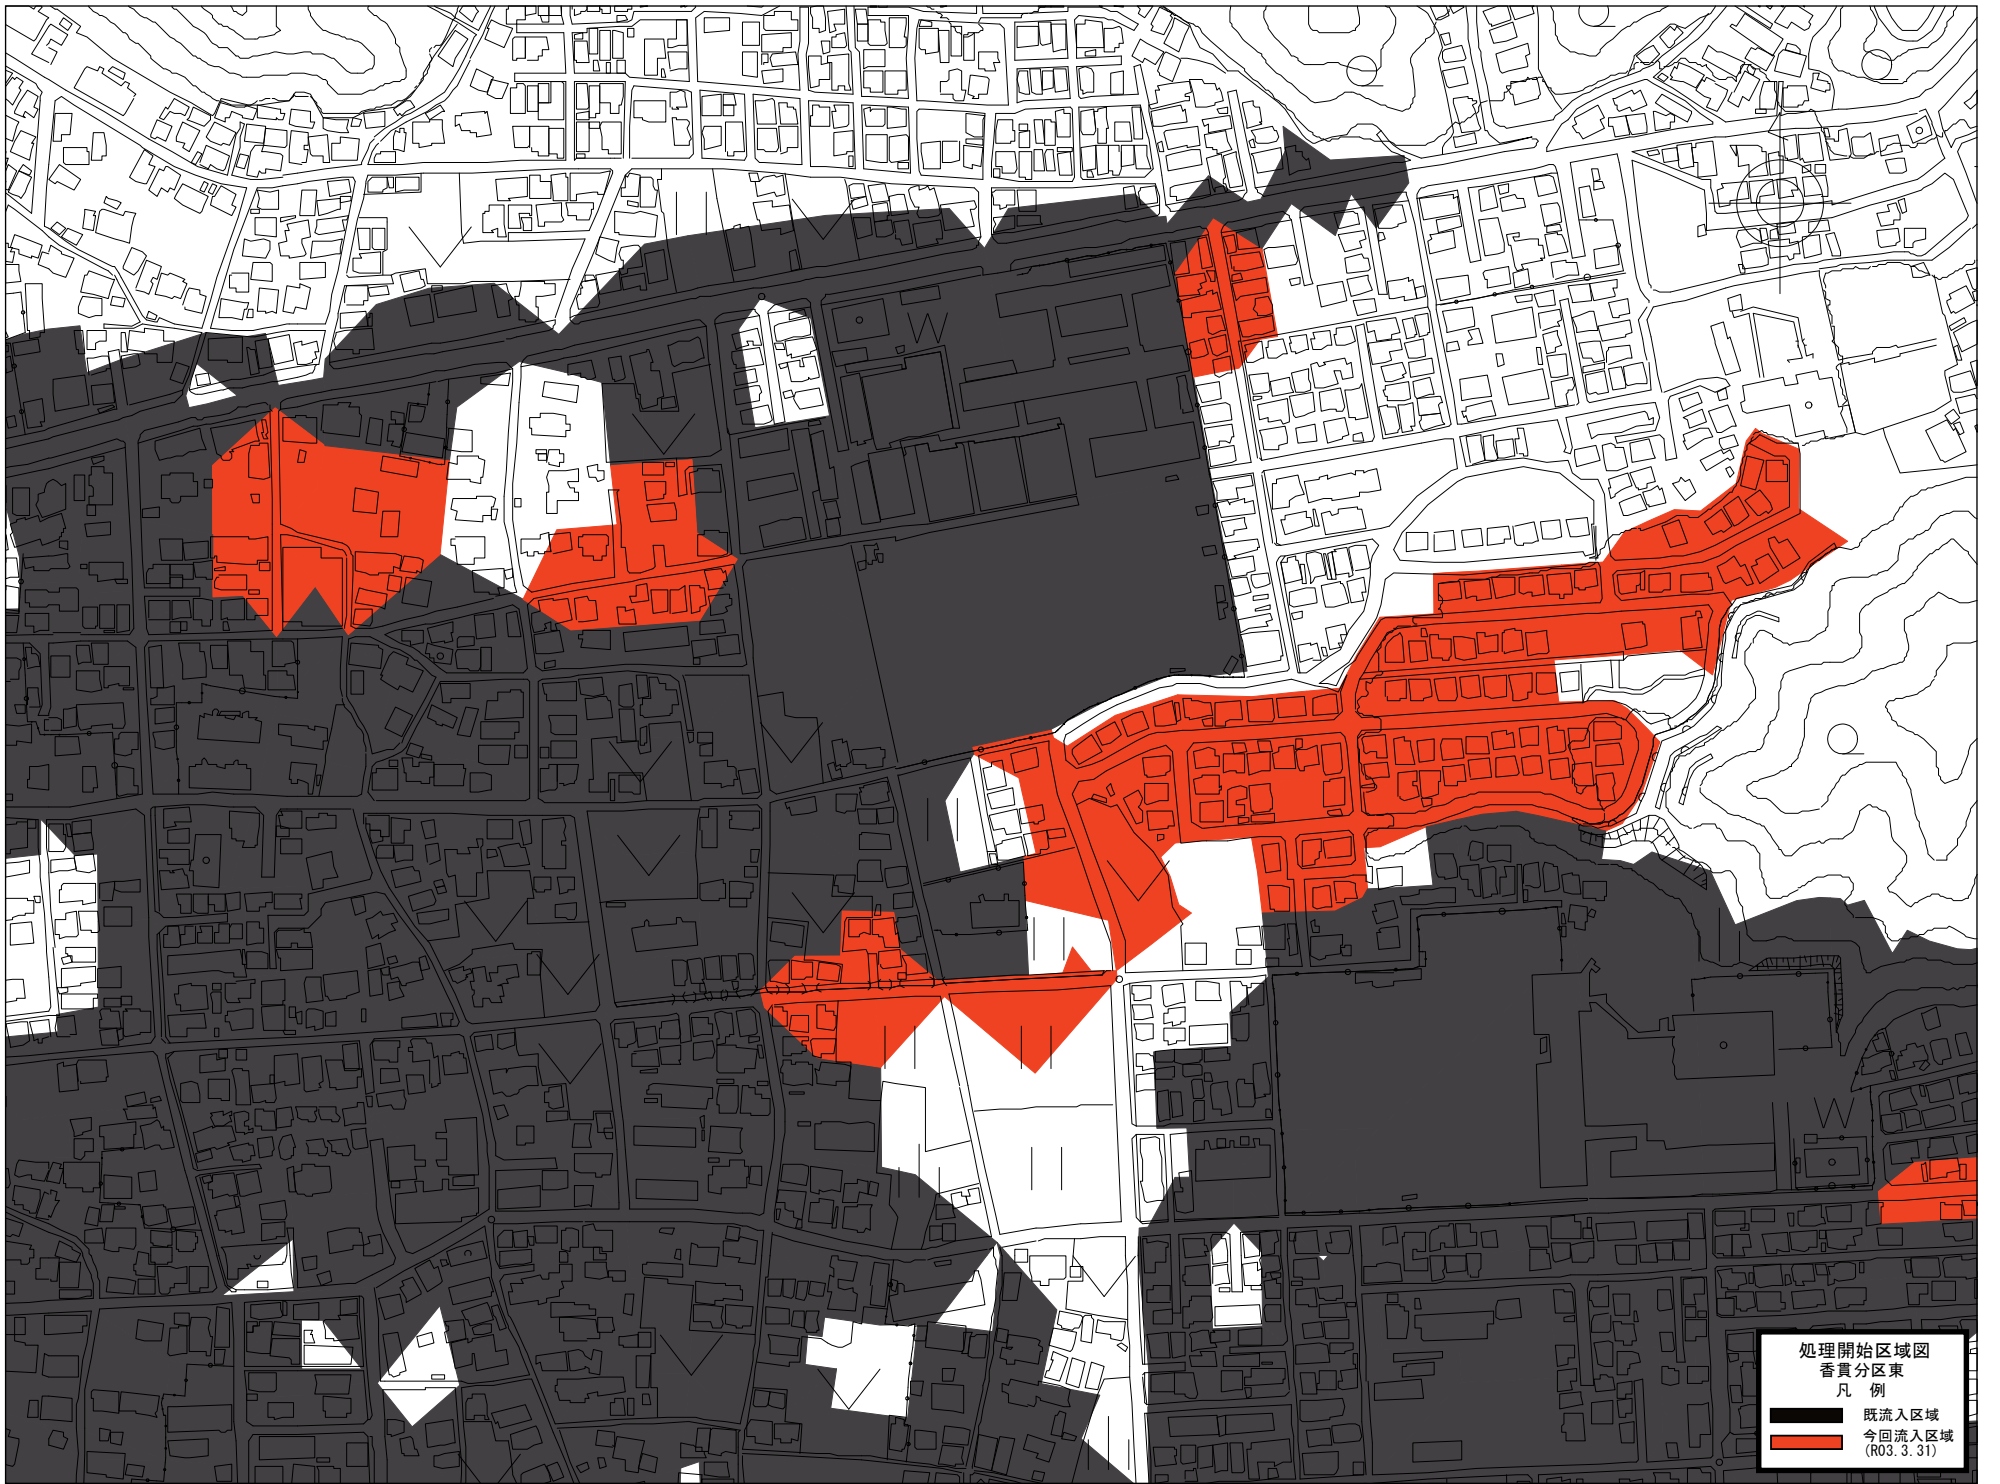 処理開始区域図
香貫分区東
凡 例
既流入区域
今回流入区域
(R03.3.31)